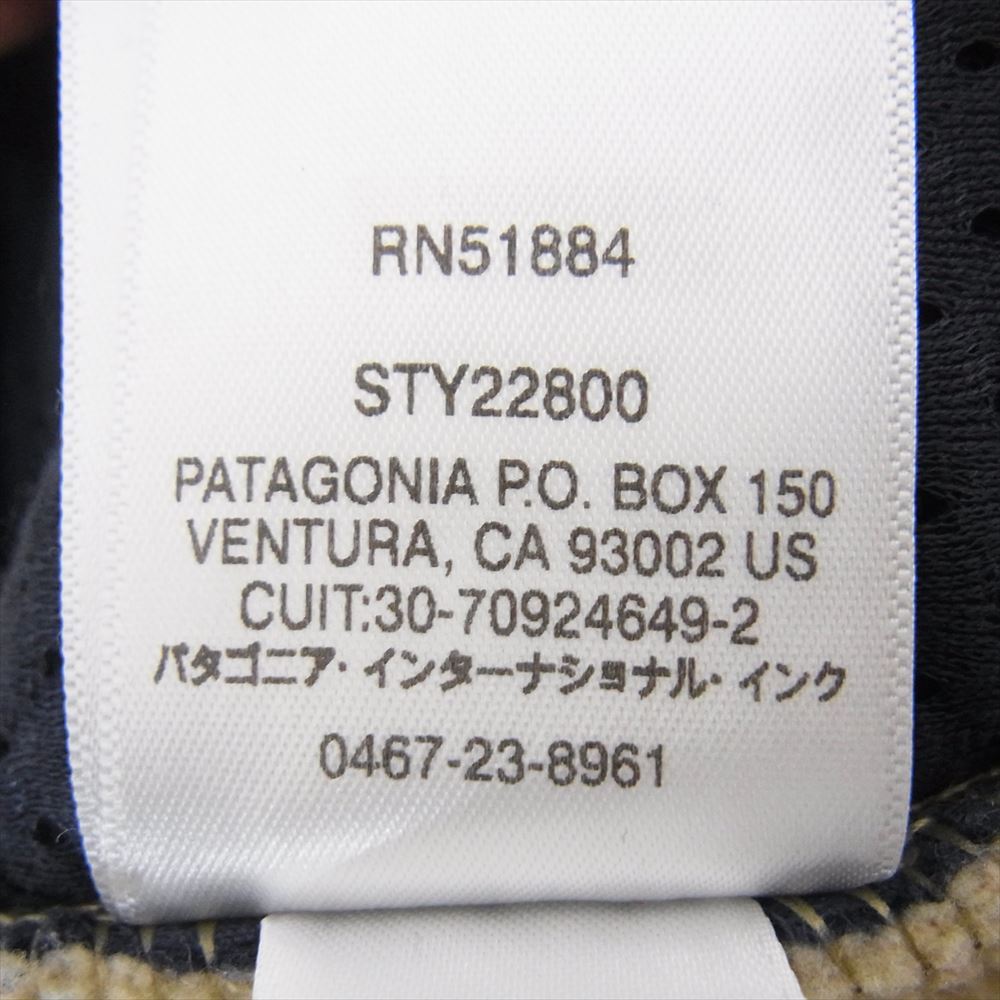 RN51884
STY22800
PATAGONIA P.O. BOX 150
VENTURA, CA 93002 US
CUIT:30-70924649-2
パタゴニア・インターナショナル・インク
0467-23-8961